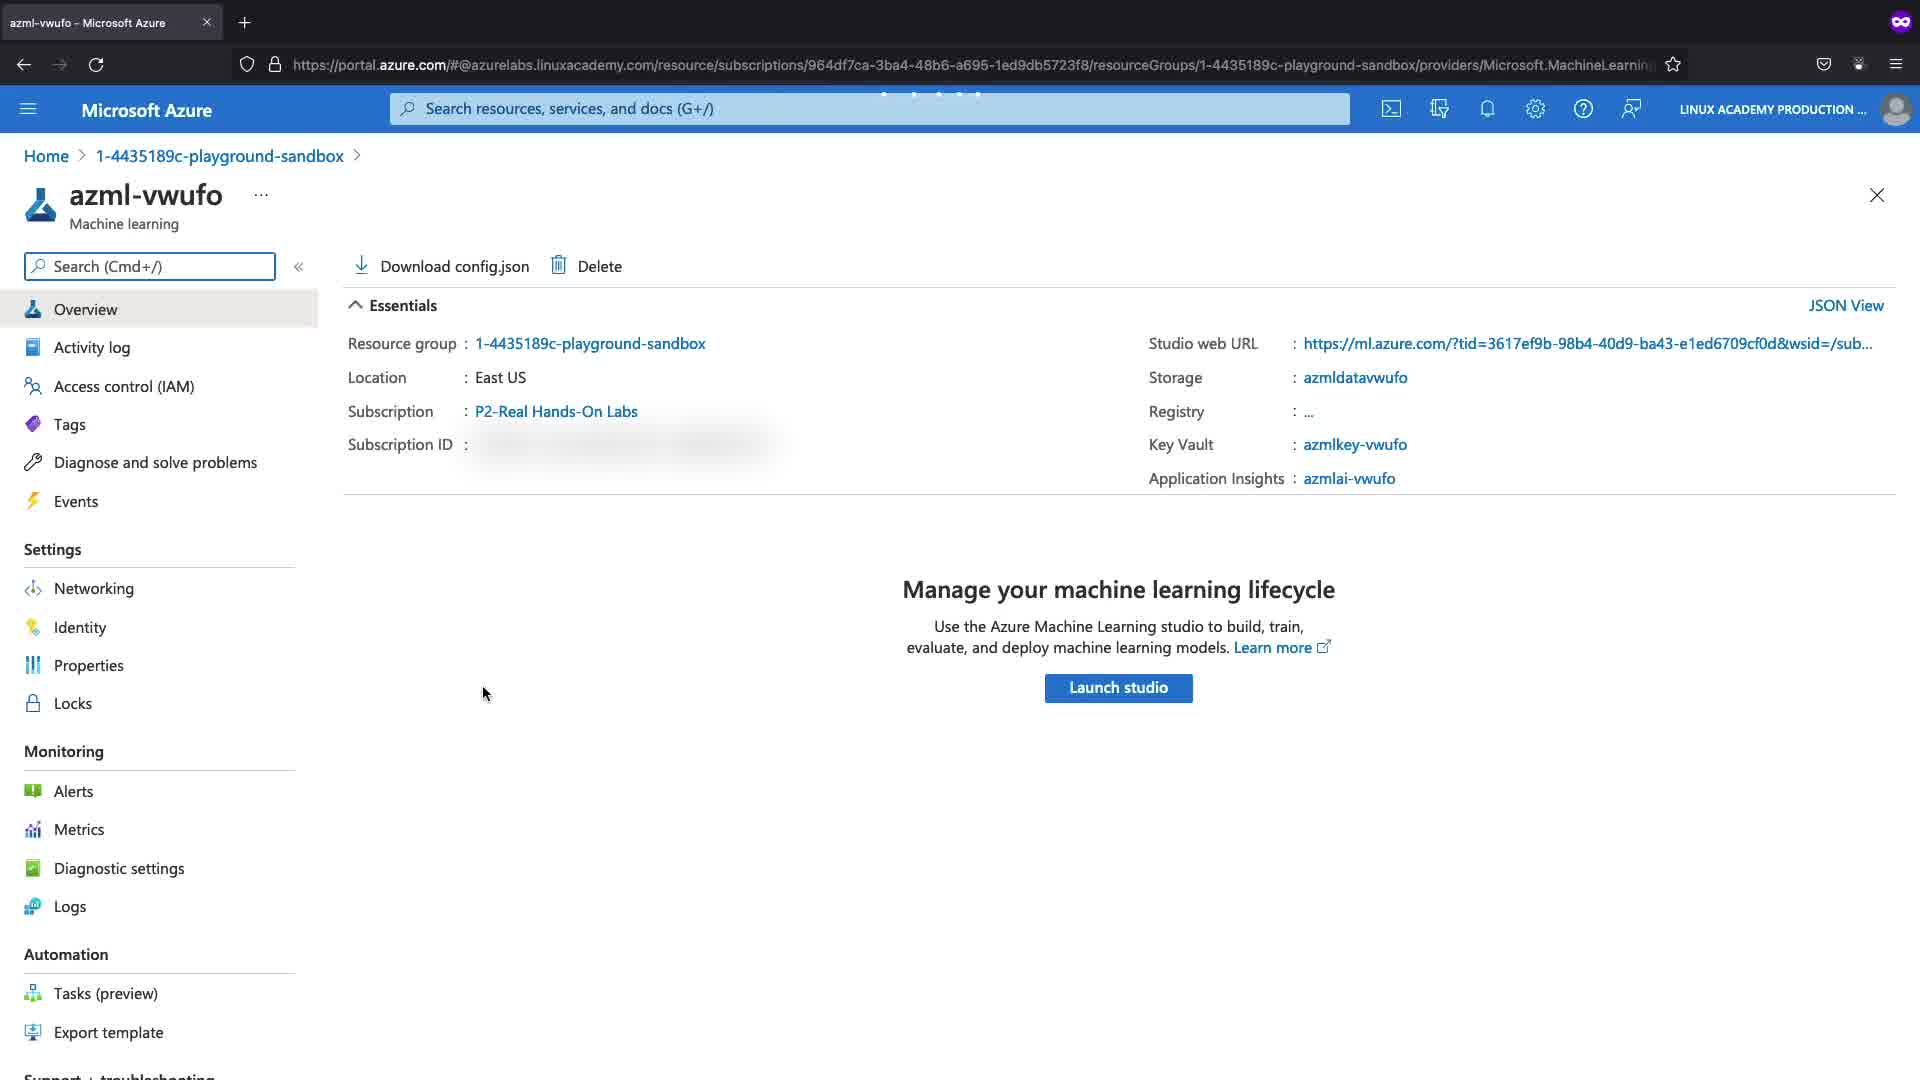 azml-vwufo - Microsoft Azure
https://portal.azure.com/#@azurelabs.linuxacademy.com/resource/subscriptions/964df7ca-3ba4-48b6-a695-1ed9db5723f8/resourceGroups/1-4435189c-playground-sandbox/providers/Microsoft.MachineLearning
Microsoft Azure
Search resources, services, and docs (G+/)
LINUX ACADEMY PRODUCTION ...
Home
1-4435189c-playground-sandbox
azml-vwufo
...
Machine learning
Search (Cmd+/)
Download config.json
Delete
Overview
Activity log
Access control (IAM)
Tags
Diagnose and solve problems
Events
Settings
Networking
Identity
Properties
Locks
Monitoring
Alerts
Metrics
Diagnostic settings
Logs
Automation
Tasks (preview)
Export template
Support + troubleshooting
Essentials
JSON View
Resource group : 1-4435189c-playground-sandbox
Location : East US
Subscription : P2-Real Hands-On Labs
Subscription ID :
Studio web URL : https://ml.azure.com/?tid=3617ef9b-98b4-40d9-ba43-e1ed6709cf0d&wsid=/sub...
Storage : azmldatavwufo
Registry : ...
Key Vault : azmlkey-vwufo
Application Insights : azmlai-vwufo
Manage your machine learning lifecycle
Use the Azure Machine Learning studio to build, train,
evaluate, and deploy machine learning models. Learn more
Launch studio